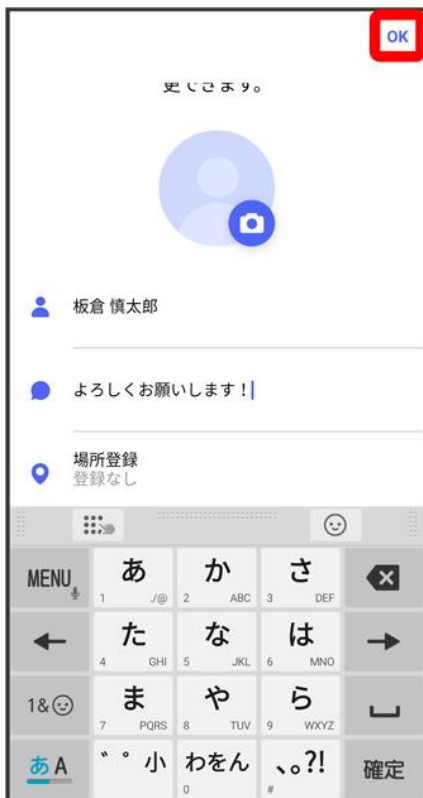 OK
更できます。
板倉 慎太郎
よろしくお願いします！
場所登録
登録なし
MENU あ か さ
1 ./@ 2 ABC 3 DEF
た な は
4 GHI 5 JKL 6 MNO
1&☺ ま や ら
7 PQRS 8 TUV 9 WXYZ
あA ゛゜小 わをん 、。?! 確定
0 #